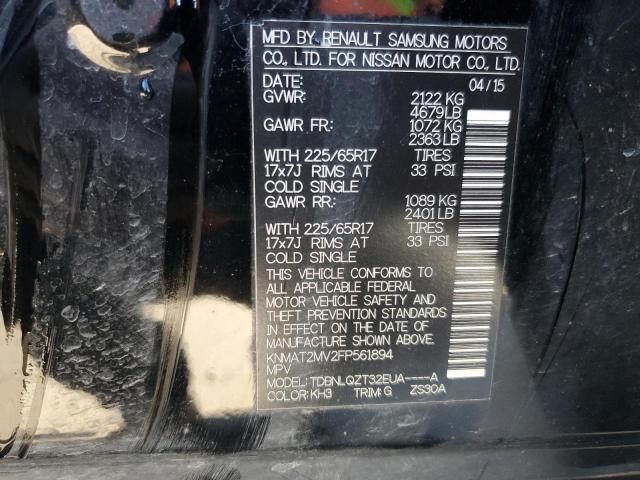 MFD BY RENAULT SAMSUNG MOTORS
CO., LTD. FOR NISSAN MOTOR CO., LTD.
DATE: 04/15
GVWR: 2122 KG
4679 LB
GAWR FR: 1072 KG
2363 LB
WITH 225/65R17 TIRES
17x7J RIMS AT 33 PSI
COLD SINGLE
GAWR RR: 1089 KG
2401 LB
WITH 225/65R17 TIRES
17x7J RIMS AT 33 PSI
COLD SINGLE
THIS VEHICLE CONFORMS TO
ALL APPLICABLE FEDERAL
MOTOR VEHICLE SAFETY AND
THEFT PREVENTION STANDARDS
IN EFFECT ON THE DATE OF
MANUFACTURE SHOWN ABOVE.
KNMAT2MV2FP561894
MPV
MODEL: TDBNLQZT32EUA----A
COLOR: KH3 TRIM: G ZS30A